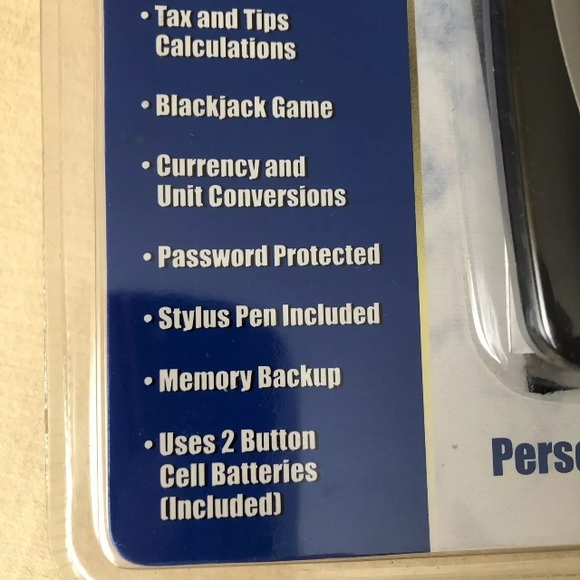 • Tax and Tips
Calculations
• Blackjack Game
• Currency and
Unit Conversions
• Password Protected
• Stylus Pen Included
• Memory Backup
• Uses 2 Button
Cell Batteries
(Included)